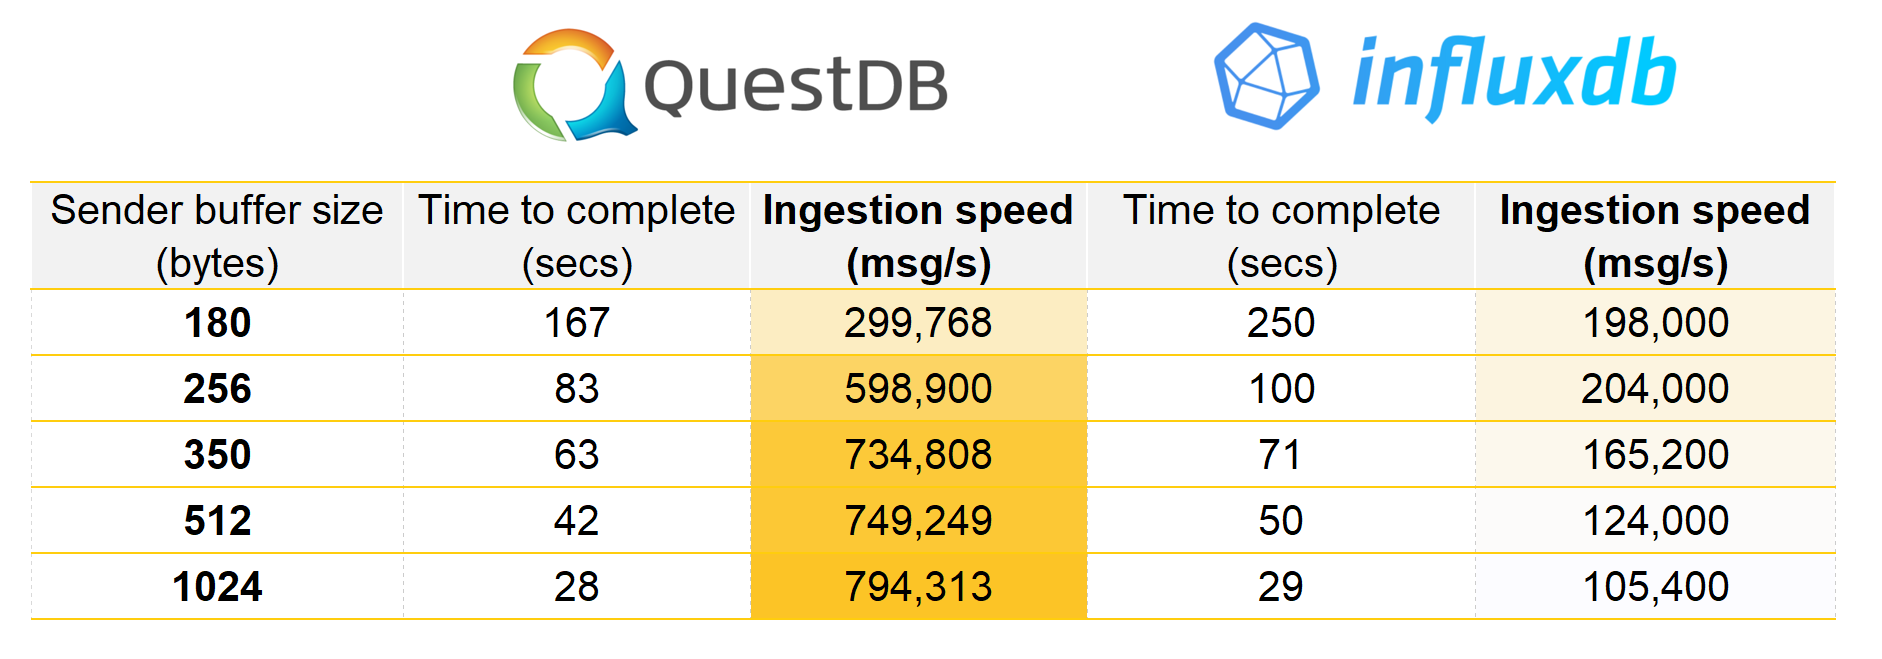 QuestDB influxdb
Sender buffer size Time to complete Ingestion speed Time to complete Ingestion speed
(bytes) (secs) (msg/s) (secs) (msg/s)
180 167 299,768 250 198,000
256 83 598,900 100 204,000
350 63 734,808 71 165,200
512 42 749,249 50 124,000
1024 28 794,313 29 105,400